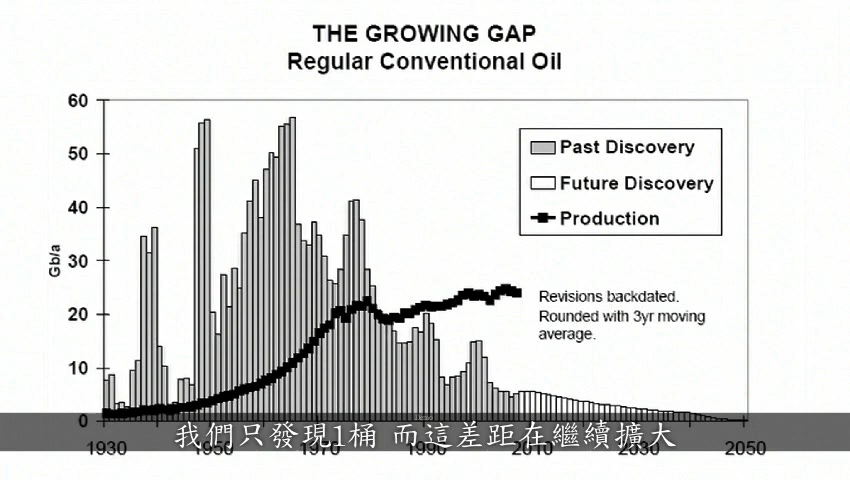 THE GROWING GAP
Regular Conventional Oil
60
50
40
30
20
10
0
Gb/a
Past Discovery
Future Discovery
Production
Revisions backdated.
Rounded with 3yr moving
average.
我們只發現1桶 而這差距在繼續擴大
1930 1950 1970 1990 2010 2030 2050